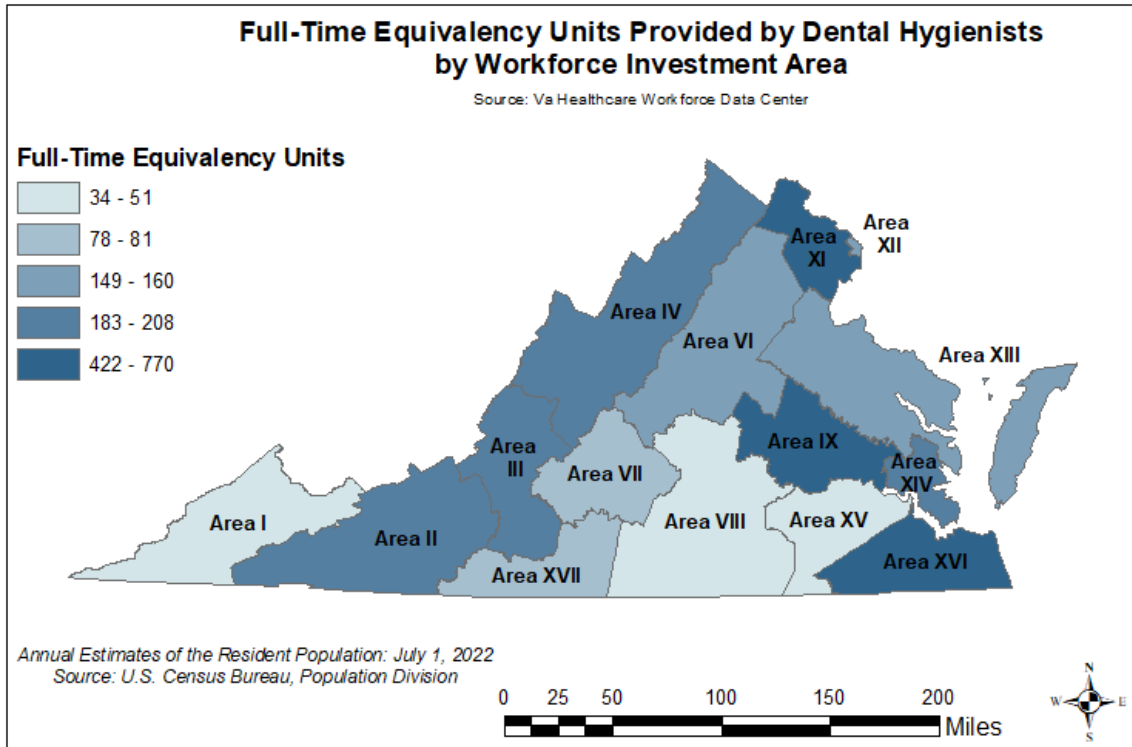 Full-Time Equivalency Units Provided by Dental Hygienists
by Workforce Investment Area
Source: Va Healthcare Workforce Data Center
Full-Time Equivalency Units
34 - 51
78 - 81
149 - 160
183 - 208
422 - 770
Area
XII
Area
XI
Area IV
Area VI
Area XIII
Area IX
Area
III
Area VII
Area
XIV
Area I
Area VIII
Area XV
Area II
Area XVI
Area XVII
Annual Estimates of the Resident Population: July 1, 2022
Source: U.S. Census Bureau, Population Division
0 25 50 100 150 200
Miles
N
W E
S